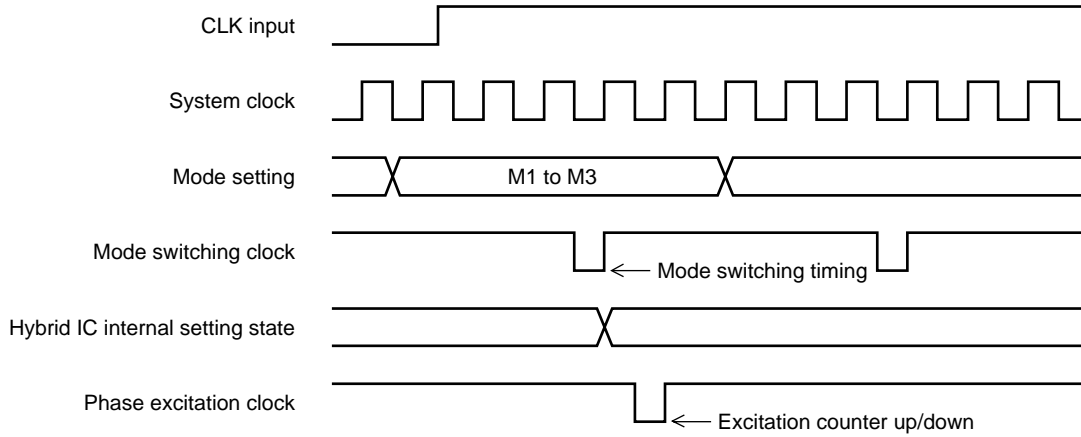 CLK input
System clock
Mode setting
M1 to M3
Mode switching clock
Mode switching timing
Hybrid IC internal setting state
Phase excitation clock
Excitation counter up/down